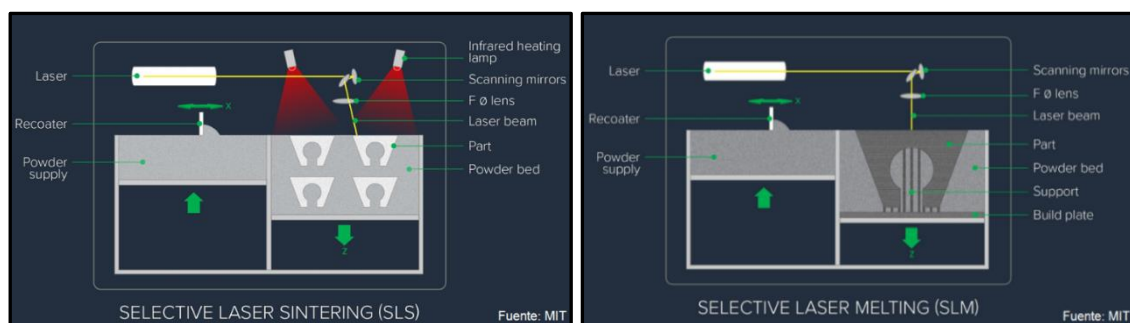 Laser
Recoater
Powder
supply
X
Z
Infrared heating
lamp
Scanning mirrors
F ø lens
Laser beam
Part
Powder bed
SELECTIVE LASER SINTERING (SLS)
Fuente: MIT
Laser
Recoater
Powder
supply
X
Z
Scanning mirrors
F ø lens
Laser beam
Part
Powder bed
Support
Build plate
SELECTIVE LASER MELTING (SLM)
Fuente: MIT